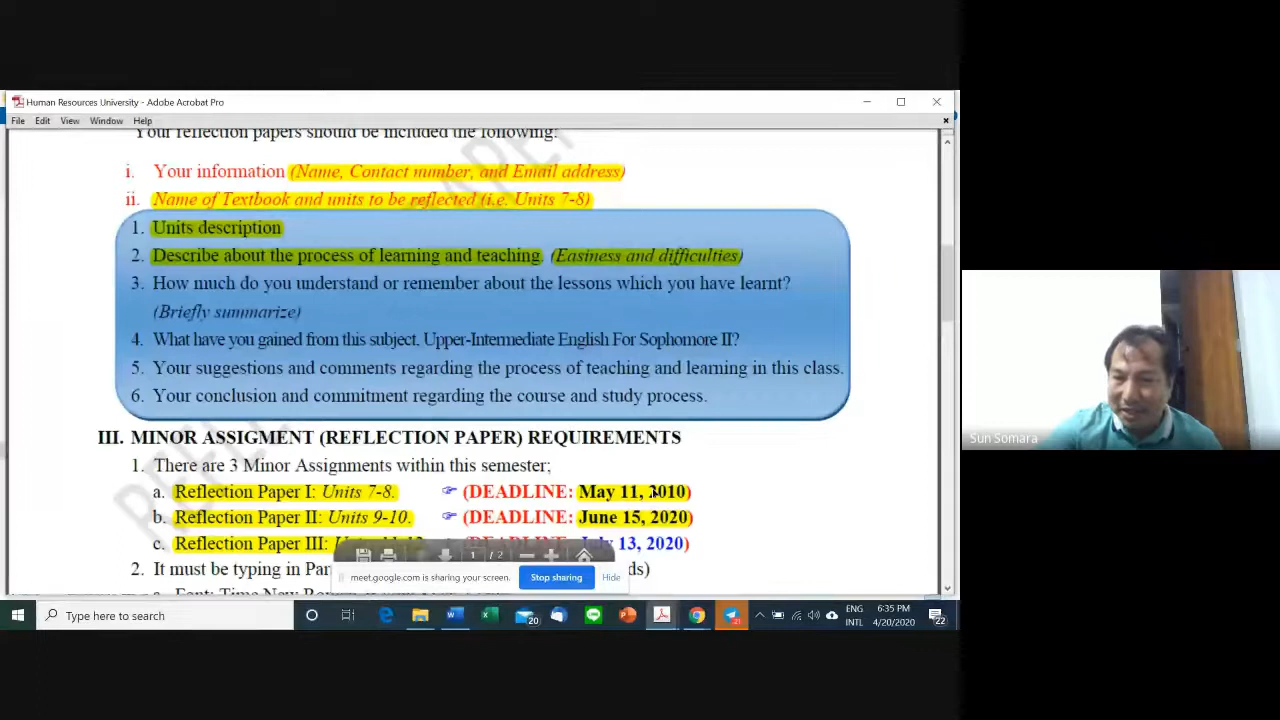 Human Resources University - Adobe Acrobat Pro
File Edit View Window Help
Your reflection papers should be included the following:
i. Your information (Name, Contact number, and Email address)
ii. Name of Textbook and units to be reflected (i.e. Units 7-8)
1. Units description
2. Describe about the process of learning and teaching. (Easiness and difficulties)
3. How much do you understand or remember about the lessons which you have learnt?
(Briefly summarize)
4. What have you gained from this subject, Upper-Intermediate English For Sophomore II?
5. Your suggestions and comments regarding the process of teaching and learning in this class.
6. Your conclusion and commitment regarding the course and study process.
Sun Somara
III. MINOR ASSIGMENT (REFLECTION PAPER) REQUIREMENTS
1. There are 3 Minor Assignments within this semester;
a. Reflection Paper I: Units 7-8. (DEADLINE: May 11, 2010)
b. Reflection Paper II: Units 9-10. (DEADLINE: June 15, 2020)
c. Reflection Paper III: 13, 2020)
1 / 2
2. It must be typing in
meet.google.com is sharing your screen. Stop sharing Hide
Type here to search
20
21
ENG
INTL
6:35 PM
4/20/2020
22